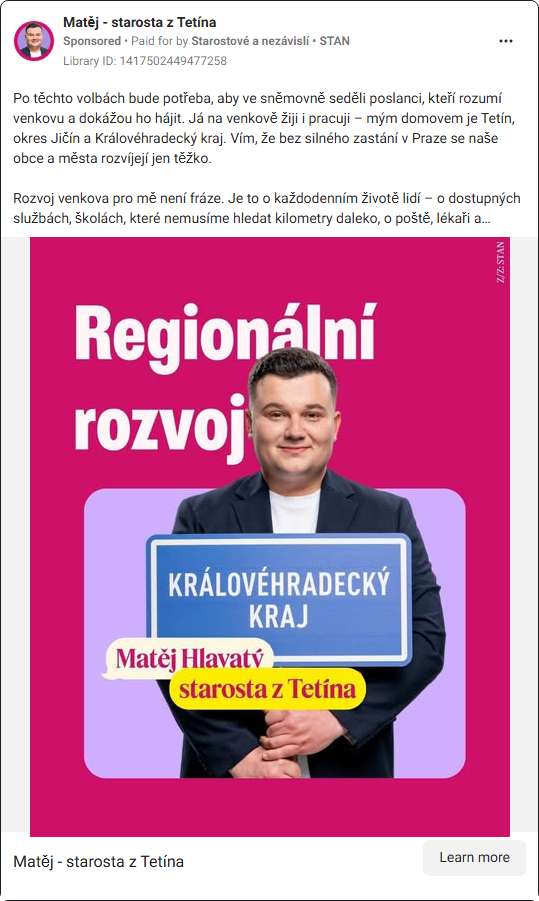 Matěj - starosta z Tetína
Sponsored • Paid for by Starostové a nezávislí • STAN
Library ID: 1417502449477258
Po těchto volbách bude potřeba, aby ve sněmovně seděli poslanci, kteří rozumí
venkovu a dokážou ho hájit. Já na venkově žiji i pracuji – mým domovem je Tetín,
okres Jičín a Královéhradecký kraj. Vím, že bez silného zastání v Praze se naše
obce a města rozvíjejí jen těžko.
Rozvoj venkova pro mě není fráze. Je to o každodenním životě lidí – o dostupných
službách, školách, které nemusíme hledat kilometry daleko, o poště, lékaři a…
Z/Z: STAN
Regionální
rozvoj
KRÁLOVÉHRADECKÝ
KRAJ
Matěj Hlavatý
starosta z Tetína
Matěj - starosta z Tetína
Learn more